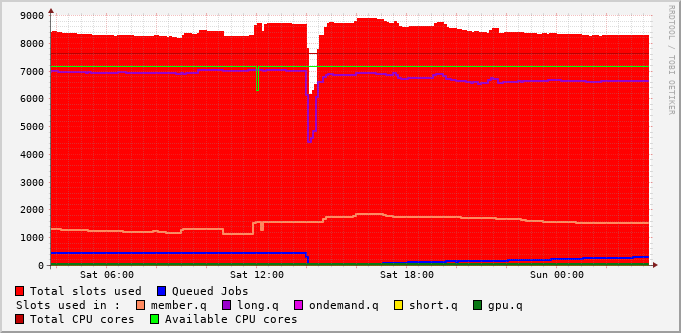 9000
8000
7000
6000
5000
4000
3000
2000
1000
0
Sat 06:00 Sat 12:00 Sat 18:00 Sun 00:00
Total slots used Queued Jobs
Slots used in : member.q long.q ondemand.q short.q gpu.q
Total CPU cores Available CPU cores
RRDTOOL / TOBI OETIKER